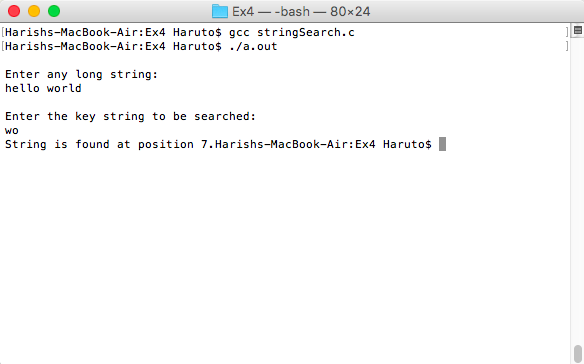 Ex4 — -bash — 80×24
[Harishs-MacBook-Air:Ex4 Haruto$ gcc stringSearch.c ]
[Harishs-MacBook-Air:Ex4 Haruto$ ./a.out ]
Enter any long string:
hello world
Enter the key string to be searched:
wo
String is found at position 7.Harishs-MacBook-Air:Ex4 Haruto$